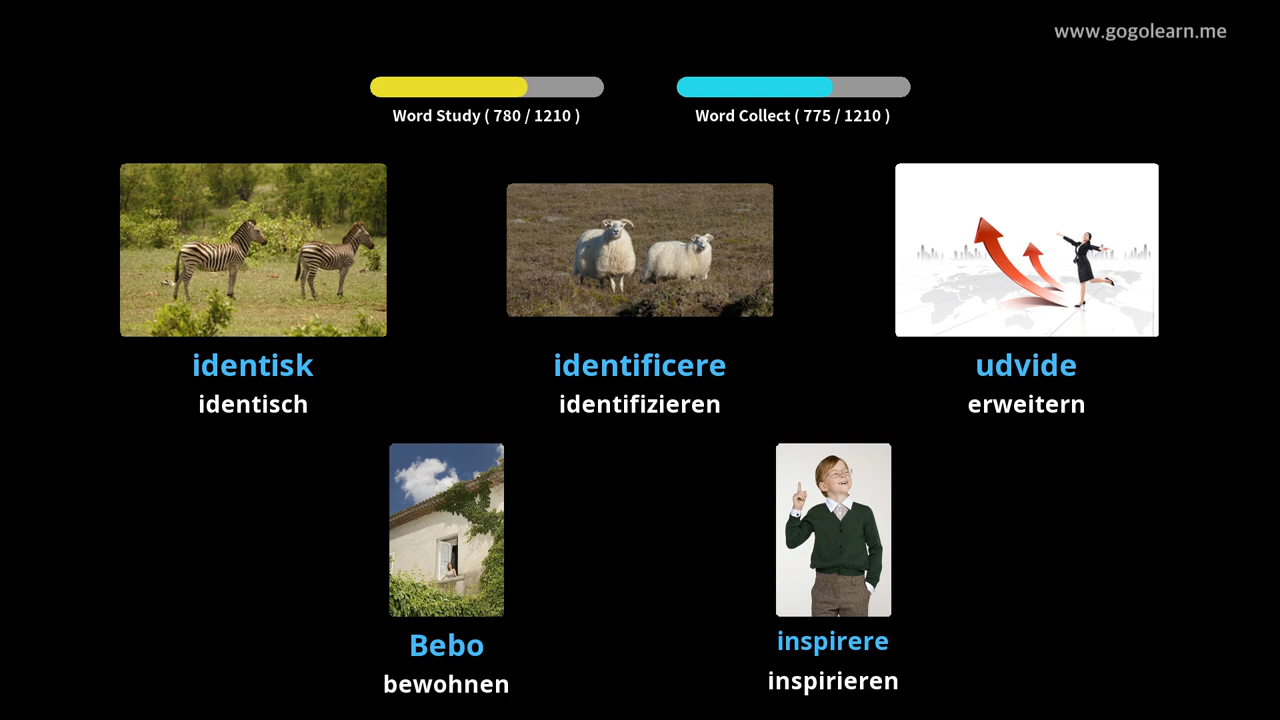 www.gogolearn.me
Word Study ( 780 / 1210 )
Word Collect ( 775 / 1210 )
identisk
identisch
identificere
identifizieren
udvide
erweitern
Bebo
bewohnen
inspirere
inspirieren